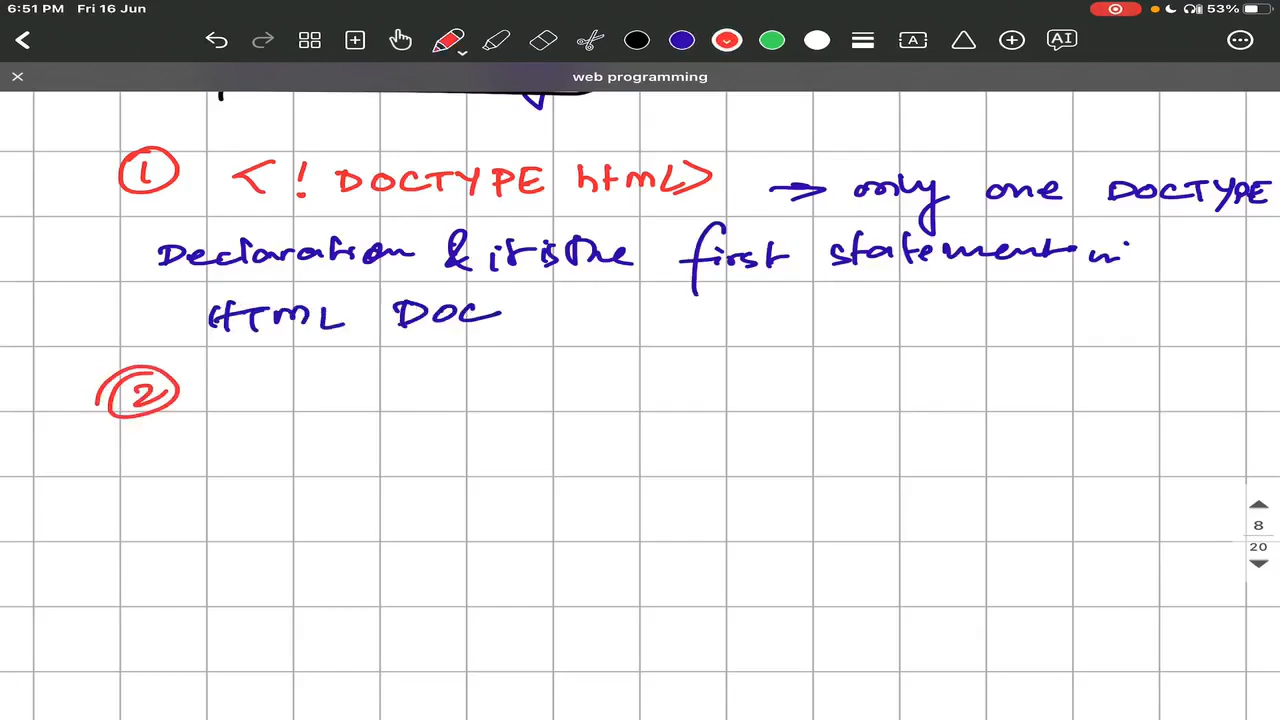 6:51 PM Fri 16 Jun 53%
A AI
web programming
① <! DOCTYPE html> → only one DOCTYPE
Declaration & it is the first statement in
HTML DOC
②
8
20